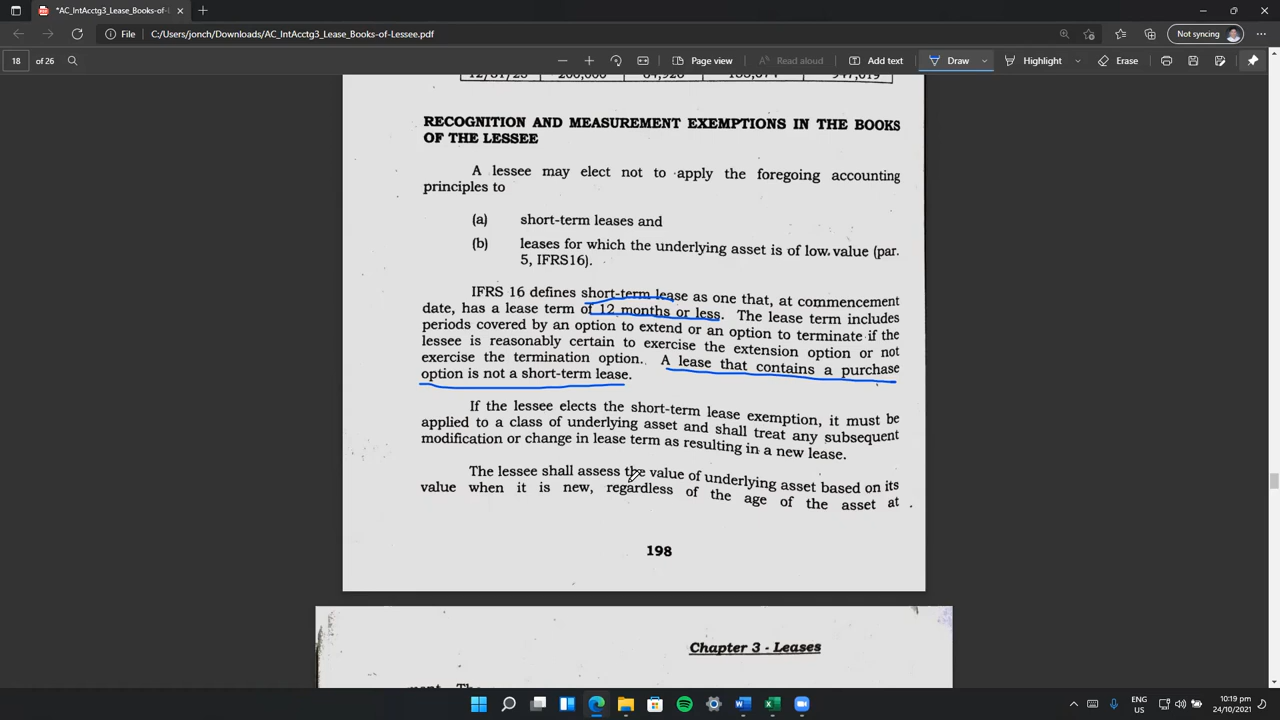 *AC_IntAcctg3_Lease_Books-of-
File
C:/Users/jonch/Downloads/AC_IntAcctg3_Lease_Books-of-Lessee.pdf
Not syncing
18 of 26
Page view
Read aloud
Add text
Draw
Highlight
Erase
12/31/25 200,000
RECOGNITION AND MEASUREMENT EXEMPTIONS IN THE BOOKS
OF THE LESSEE
A lessee may elect not to apply the foregoing accounting
principles to
(a) short-term leases and
(b) leases for which the underlying asset is of low value (par.
5, IFRS16).
IFRS 16 defines short-term lease as one that, at commencement
date, has a lease term of 12 months or less. The lease term includes
periods covered by an option to extend or an option to terminate if the
lessee is reasonably certain to exercise the extension option or not
exercise the termination option. A lease that contains a purchase
option is not a short-term lease.
If the lessee elects the short-term lease exemption, it must be
applied to a class of underlying asset and shall treat any subsequent
modification or change in lease term as resulting in a new lease.
The lessee shall assess the value of underlying asset based on its
value when it is new, regardless of the age of the asset at
198
Chapter 3 - Leases
ENG
US
10:19 pm
24/10/2021